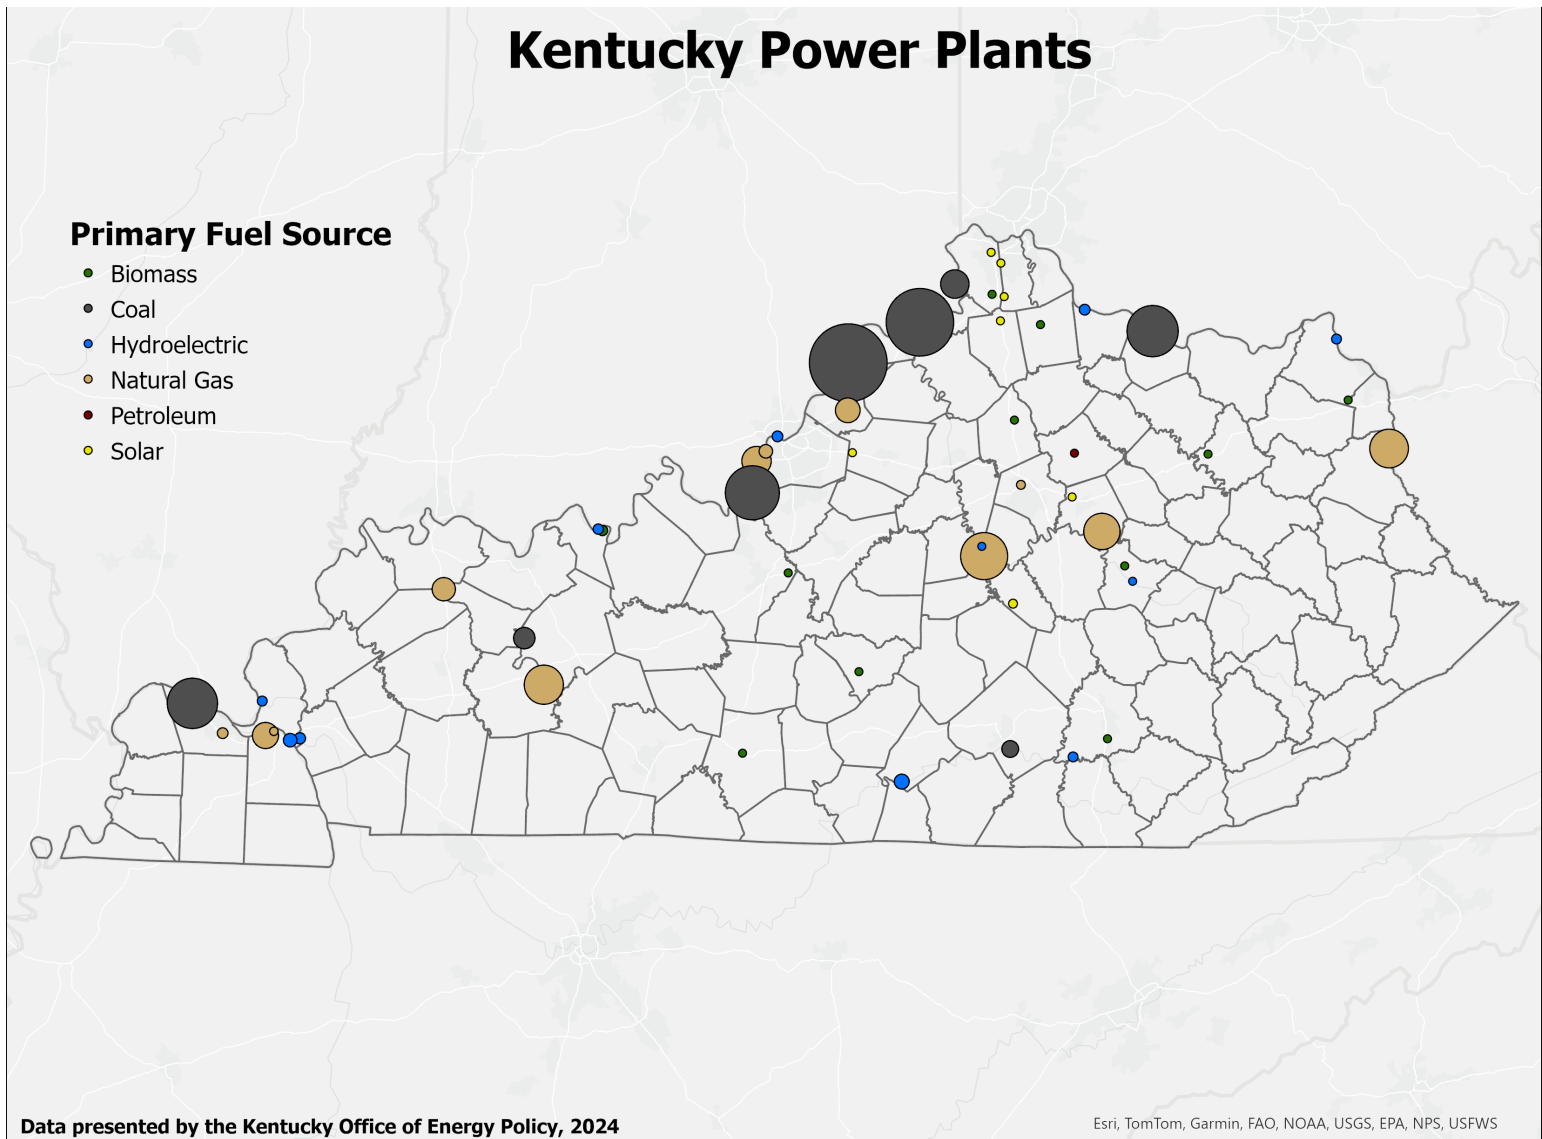 Kentucky Power Plants
Primary Fuel Source
Biomass
Coal
Hydroelectric
Natural Gas
Petroleum
Solar
Data presented by the Kentucky Office of Energy Policy, 2024
Esri, TomTom, Garmin, FAO, NOAA, USGS, EPA, NPS, USFWS